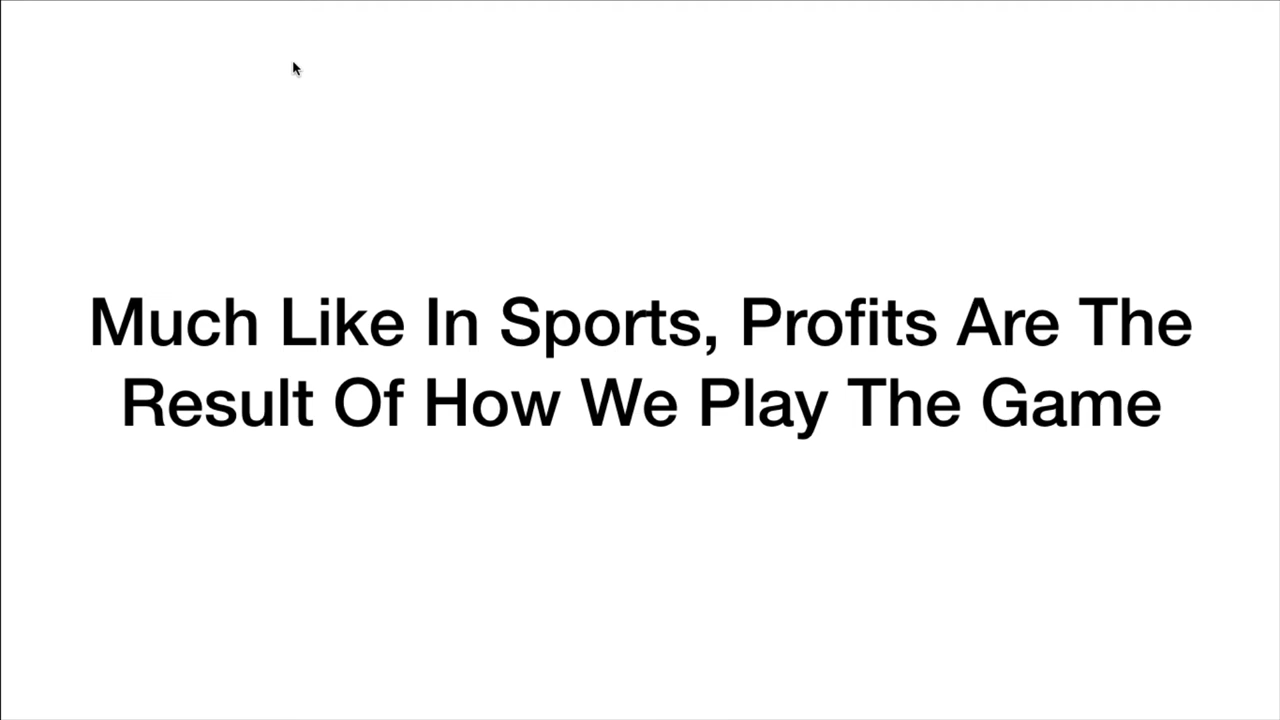 Much Like In Sports, Profits Are The
Result Of How We Play The Game